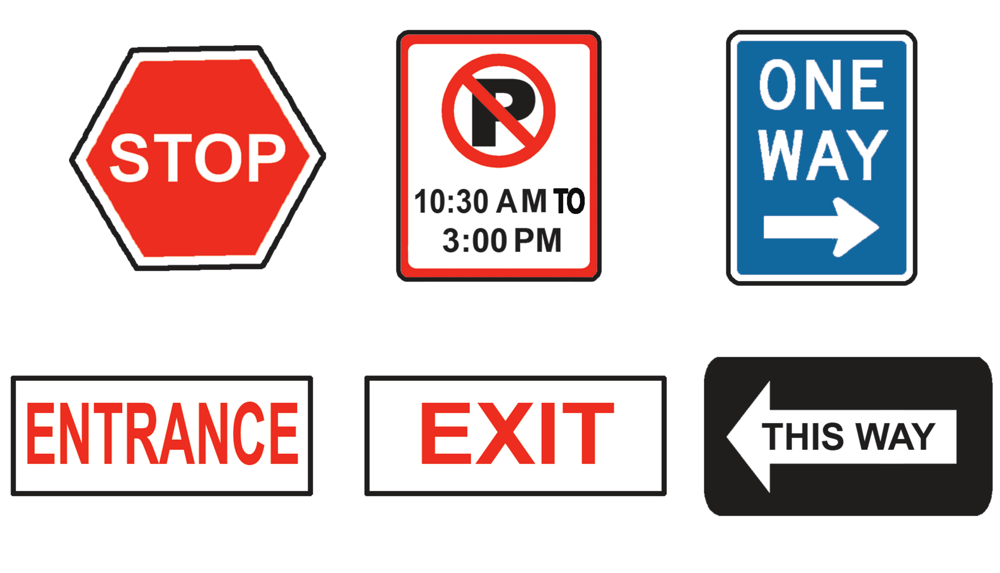 STOP
P
10:30 AM TO
3:00 PM
ONE
WAY
ENTRANCE
EXIT
THIS WAY